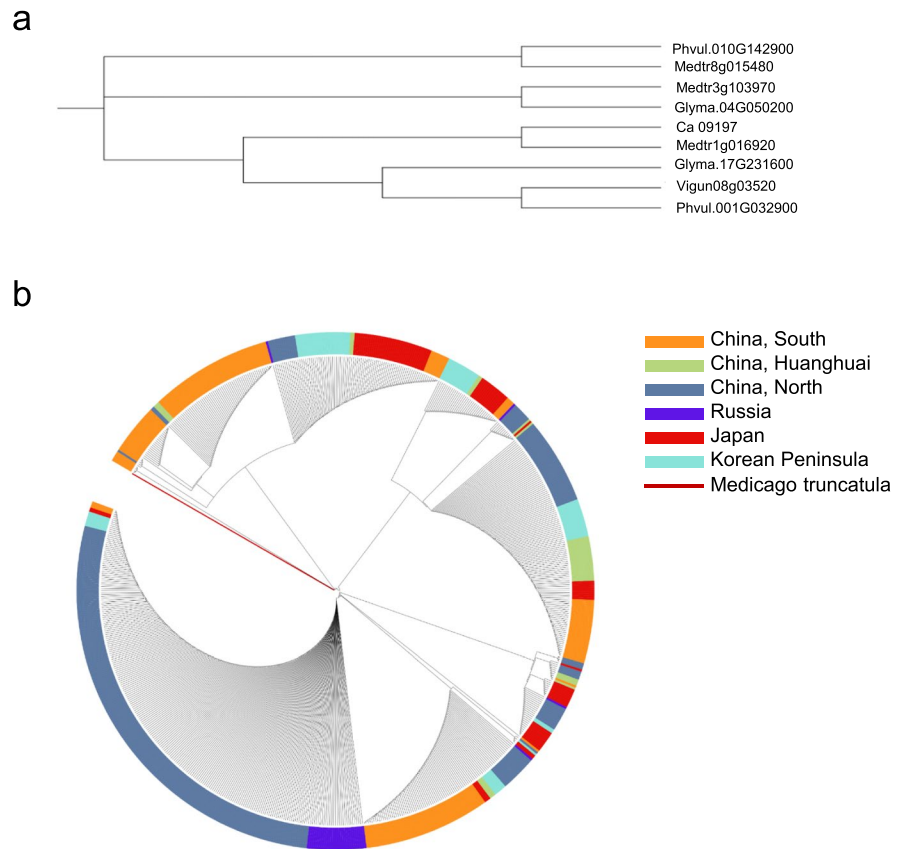 a
Phvul.010G142900
Medtr8g015480
Medtr3g103970
Glyma.04G050200
Ca 09197
Medtr1g016920
Glyma.17G231600
Vigun08g03520
Phvul.001G032900
b
China, South
China, Huanghuai
China, North
Russia
Japan
Korean Peninsula
Medicago truncatula